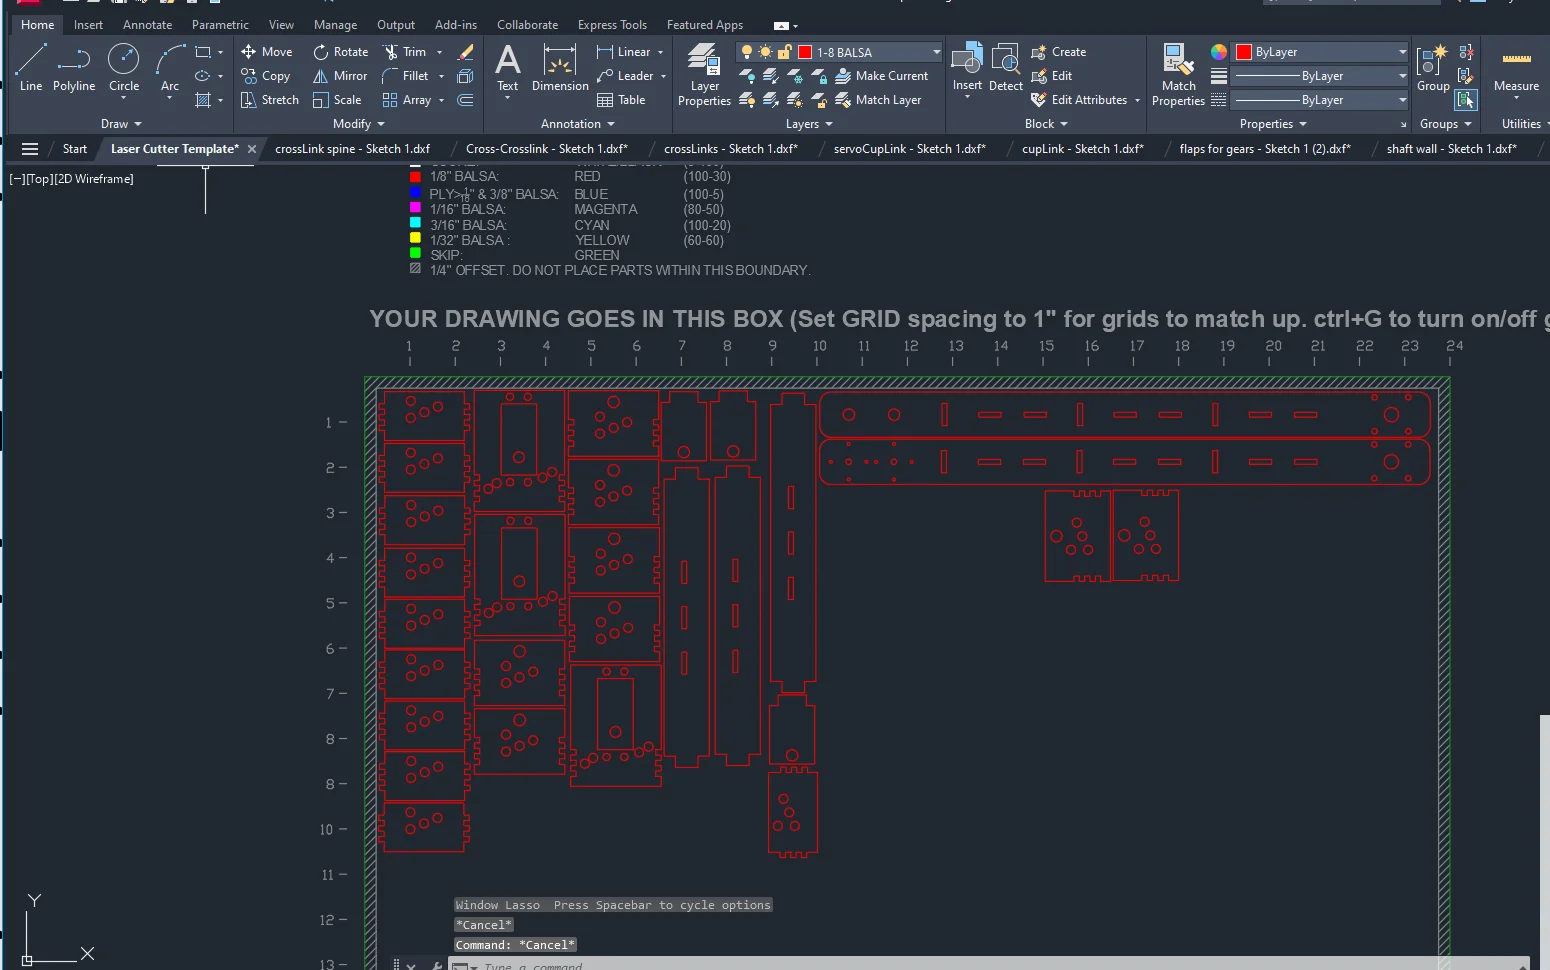 Home Insert Annotate Parametric View Manage Output Add-ins Collaborate Express Tools Featured Apps
Line Polyline Circle Arc
Move Rotate Trim
Copy Mirror Fillet
Stretch Scale Array
Text Dimension
Linear
Leader
Table
Layer Properties
1-8 BALSA
Make Current
Match Layer
Insert Detect
Create
Edit
Edit Attributes
Match Properties
ByLayer
ByLayer
ByLayer
Group
Measure
Draw Modify Annotation Layers Block Properties Groups Utilities
Start Laser Cutter Template* crossLink spine - Sketch 1.dxf Cross-Crosslink - Sketch 1.dxf* crossLinks - Sketch 1.dxf* servoCupLink - Sketch 1.dxf* cupLink - Sketch 1.dxf* flaps for gears - Sketch 1 (2).dxf* shaft wall - Sketch 1.dxf*
[−][Top][2D Wireframe]
1/8" BALSA: RED (100-30)
PLY>1/16" & 3/8" BALSA: BLUE (100-5)
1/16" BALSA: MAGENTA (80-50)
3/16" BALSA: CYAN (100-20)
1/32" BALSA : YELLOW (60-60)
SKIP: GREEN
1/4" OFFSET. DO NOT PLACE PARTS WITHIN THIS BOUNDARY.
YOUR DRAWING GOES IN THIS BOX (Set GRID spacing to 1" for grids to match up. ctrl+G to turn on/off
1 2 3 4 5 6 7 8 9 10 11 12 13 14 15 16 17 18 19 20 21 22 23 24
1
2
3
4
5
6
7
8
8
10
11
12
13
Y
X
Window Lasso Press Spacebar to cycle options
*Cancel*
Command: *Cancel*
Type a command